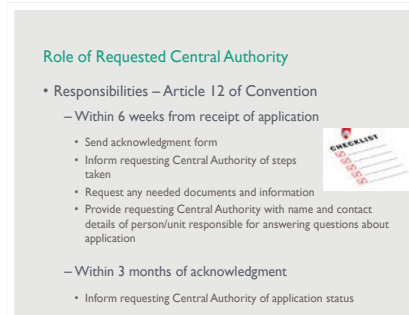 Role of Requested Central Authority
• Responsibilities – Article 12 of Convention
– Within 6 weeks from receipt of application
• Send acknowledgment form
• Inform requesting Central Authority of steps
taken
CHECKLIST
• Request any needed documents and information
• Provide requesting Central Authority with name and contact
details of person/unit responsible for answering questions about
application
– Within 3 months of acknowledgment
• Inform requesting Central Authority of application status